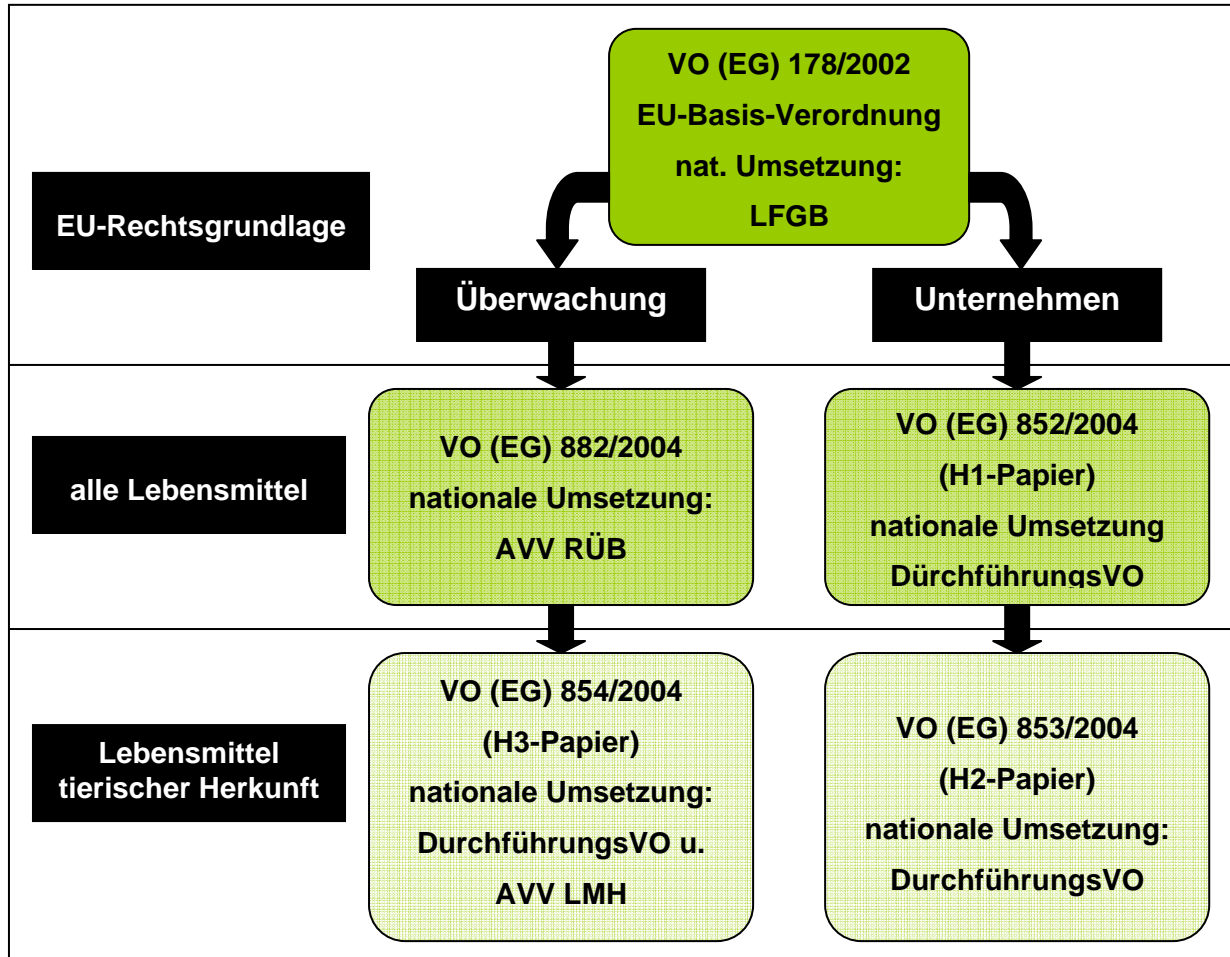 VO (EG) 178/2002
EU-Basis-Verordnung
nat. Umsetzung:
LFGB
EU-Rechtsgrundlage
Überwachung
Unternehmen
alle Lebensmittel
VO (EG) 882/2004
nationale Umsetzung:
AVV RÜB
VO (EG) 852/2004
(H1-Papier)
nationale Umsetzung
DürchführungsVO
Lebensmittel
tierischer Herkunft
VO (EG) 854/2004
(H3-Papier)
nationale Umsetzung:
DurchführungsVO u.
AVV LMH
VO (EG) 853/2004
(H2-Papier)
nationale Umsetzung:
DurchführungsVO